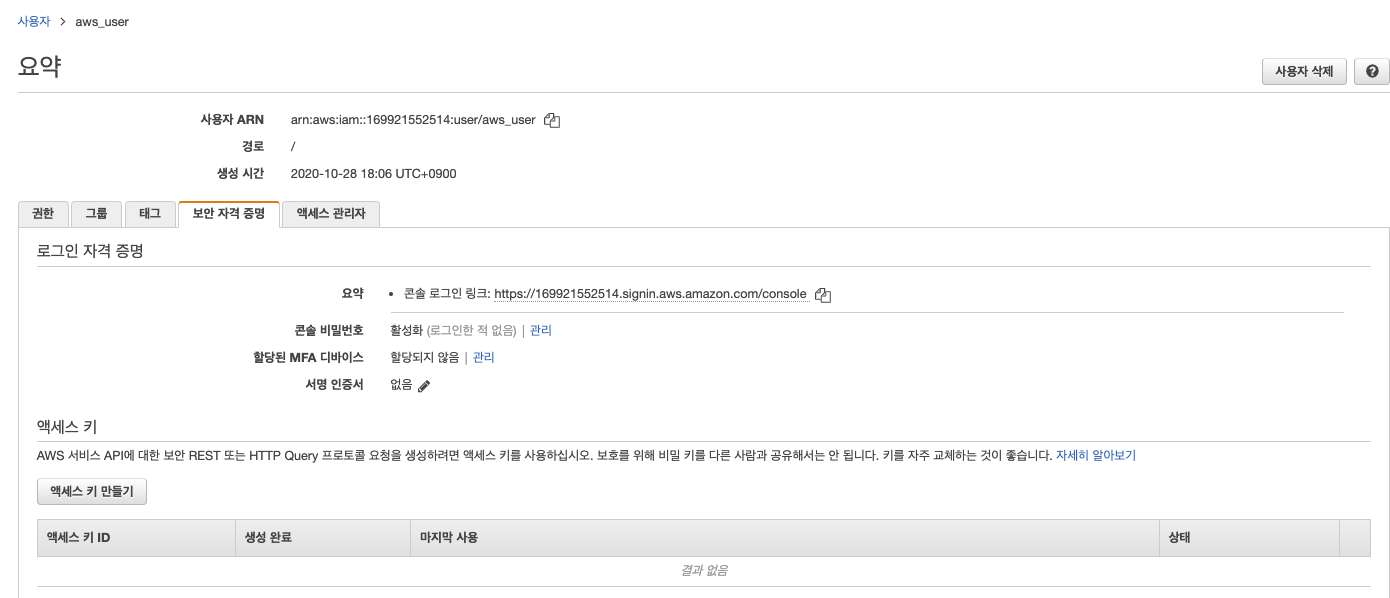 사용자 > aws_user
요약
사용자 삭제
사용자 ARN arn:aws:iam::169921552514:user/aws_user
경로 /
생성 시간 2020-10-28 18:06 UTC+0900
권한 그룹 태그 보안 자격 증명 액세스 관리자
로그인 자격 증명
요약 • 콘솔 로그인 링크: https://169921552514.signin.aws.amazon.com/console
콘솔 비밀번호 활성화 (로그인한 적 없음) | 관리
할당된 MFA 디바이스 할당되지 않음 | 관리
서명 인증서 없음
액세스 키
AWS 서비스 API에 대한 보안 REST 또는 HTTP Query 프로토콜 요청을 생성하려면 액세스 키를 사용하십시오. 보호를 위해 비밀 키를 다른 사람과 공유해서는 안 됩니다. 키를 자주 교체하는 것이 좋습니다. 자세히 알아보기
액세스 키 만들기
액세스 키 ID 생성 완료 마지막 사용 상태
결과 없음